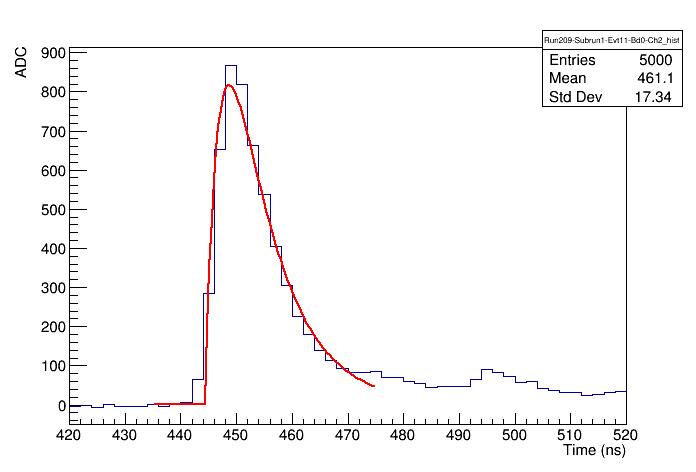 Run209-Subrun1-Evt11-Bd0-Ch2_hist
Entries 5000
Mean 461.1
Std Dev 17.34
ADC
900
800
700
600
500
400
300
200
100
0
420 430 440 450 460 470 480 490 500 510 520
Time (ns)